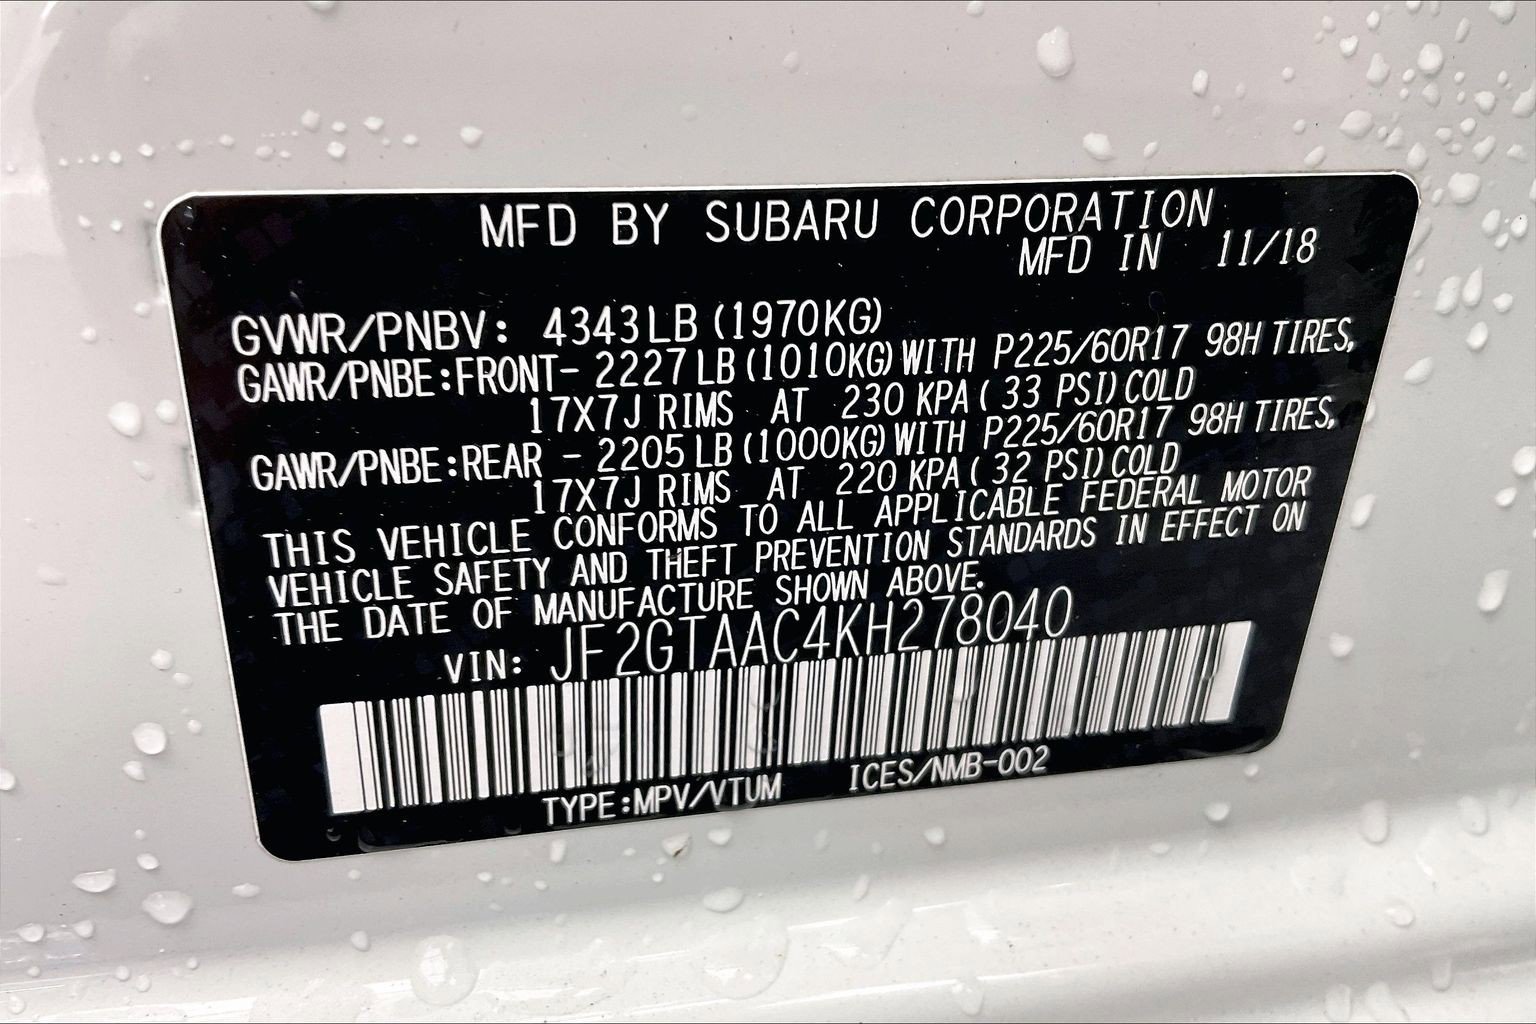 MFD BY SUBARU CORPORATION
MFD IN 11/18
GVWR/PNBV: 4343LB (1970KG)
GAWR/PNBE:FRONT- 2227LB (1010KG) WITH P225/60R17 98H TIRES,
17X7J RIMS AT 230 KPA ( 33 PSI) COLD
GAWR/PNBE:REAR - 2205LB (1000KG) WITH P225/60R17 98H TIRES,
17X7J RIMS AT 220 KPA ( 32 PSI) COLD
THIS VEHICLE CONFORMS TO ALL APPLICABLE FEDERAL MOTOR
VEHICLE SAFETY AND THEFT PREVENTION STANDARDS IN EFFECT ON
THE DATE OF MANUFACTURE SHOWN ABOVE.
VIN: JF2GTAAC4KH278040
TYPE:MPV/VTUM ICES/NMB-002